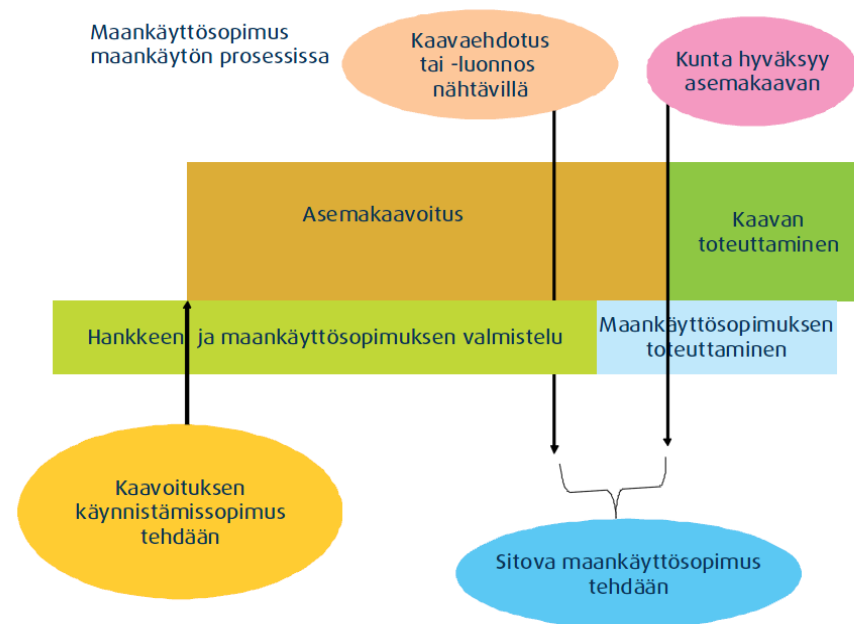 Maankäyttösopimus
maankäytön prosessissa
Kaavaehdotus
tai -luonnos
nähtävillä
Kunta hyväksyy
asemakaavan
Asemakaavoitus
Kaavan
toteuttaminen
Hankkeen ja maankäyttösopimuksen valmistelu
Maankäyttösopimuksen
toteuttaminen
Kaavoituksen
käynnistämissopimus
tehdään
Sitova maankäyttösopimus
tehdään